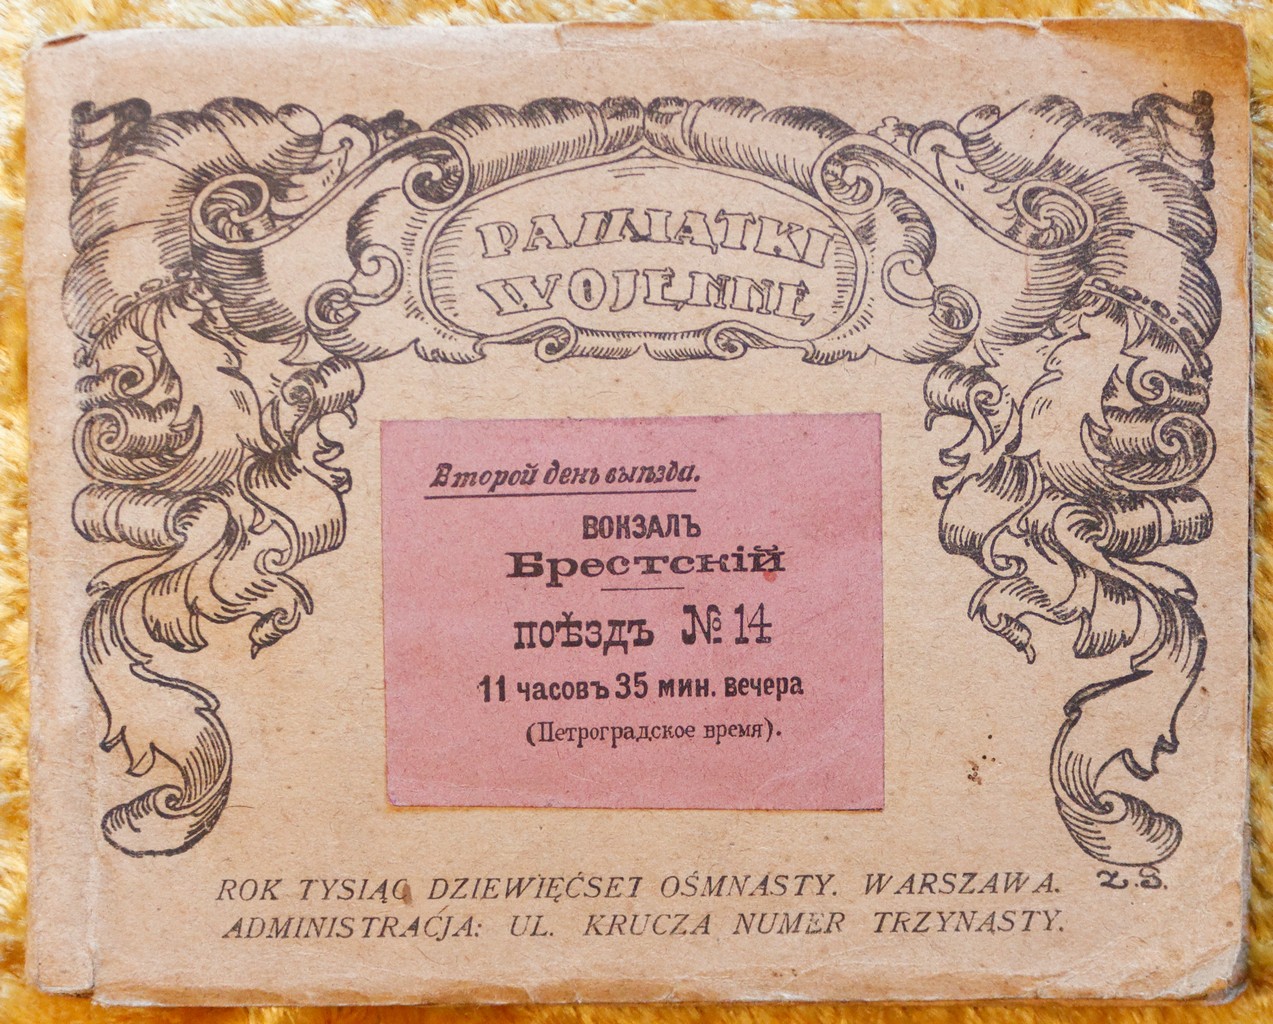 PAMIĄTKI
WOJENNE
Второй день выѣзда.
ВОКЗАЛЪ
Брестскій
ПОѢЗДЪ № 14
11 часовъ 35 мин. вечера
(Петроградское время).
ROK TYSIĄC DZIEWIĘĆSET OŚMNASTY. WARSZAWA.
ADMINISTRACJA: UL. KRUCZA NUMER TRZYNASTY.